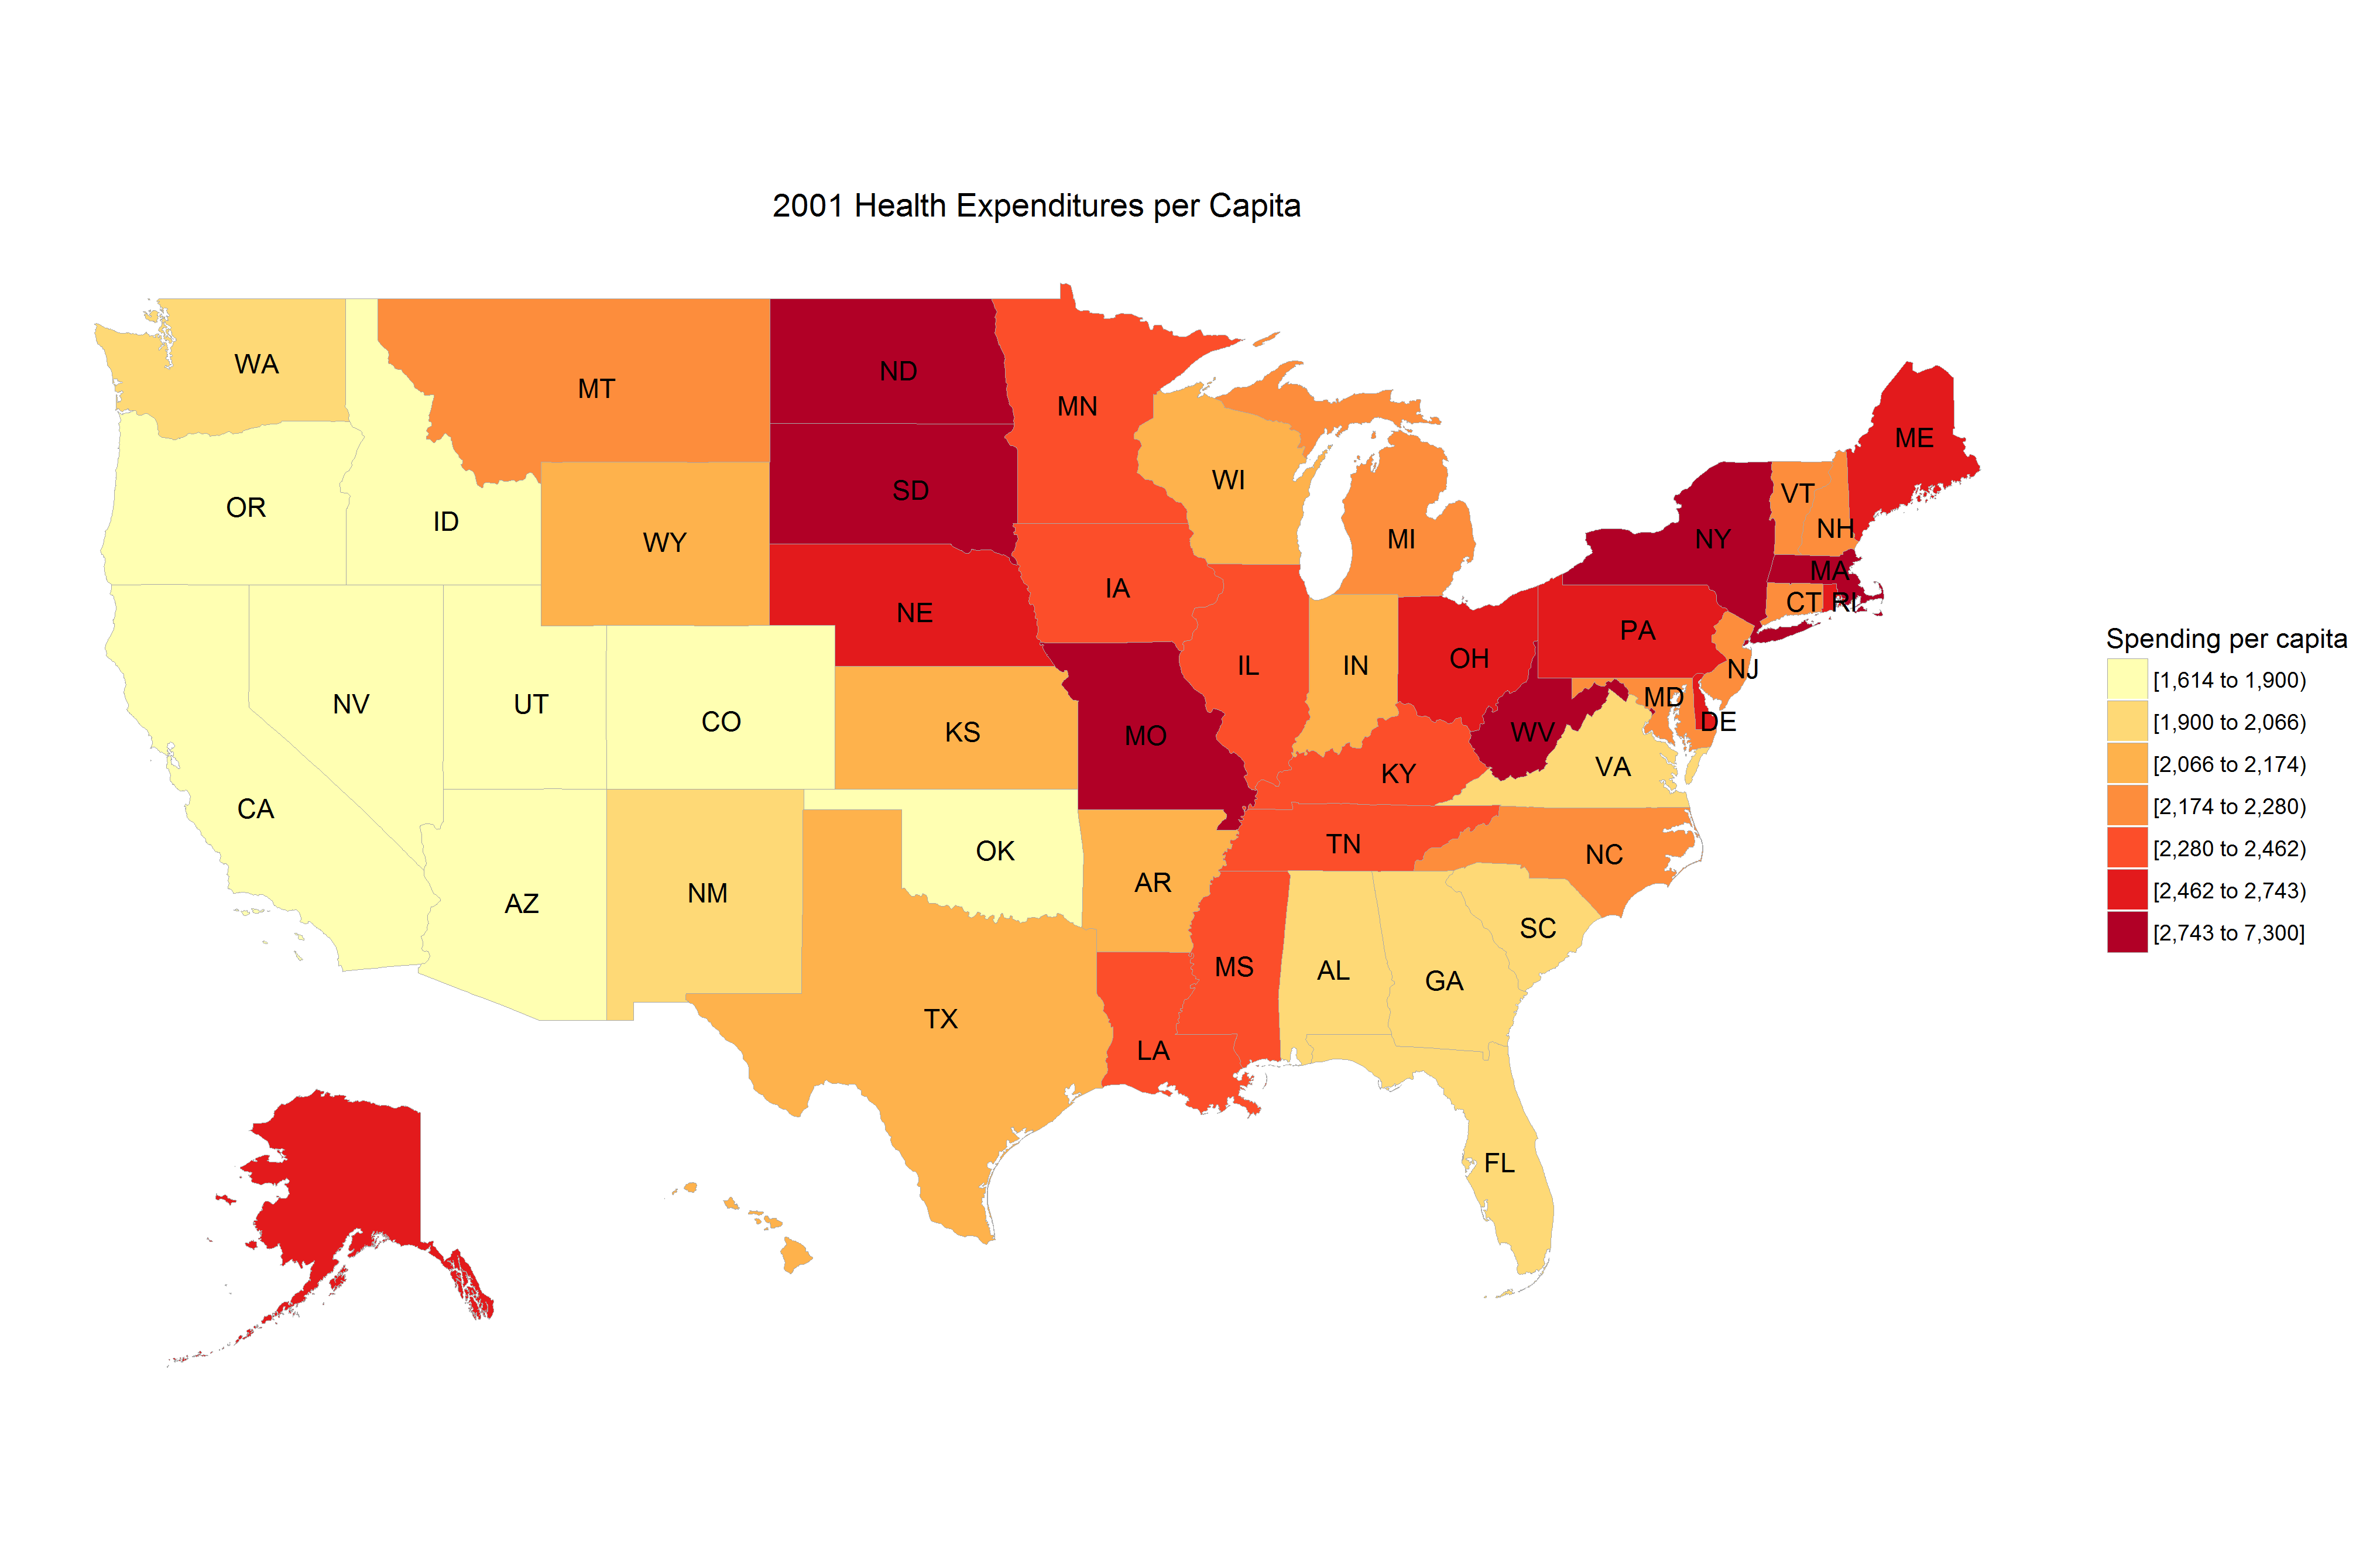 2001 Health Expenditures per Capita
WA
MT
ND
MN
ME
OR
ID
WY
SD
WI
MI
VT
NH
NY
MA
NE
IA
CT
RI
PA
NV
UT
CO
KS
MO
IL
IN
OH
NJ
MD
DE
WV
KY
VA
CA
AZ
NM
OK
AR
TN
NC
TX
LA
MS
AL
GA
SC
FL
Spending per capita
[1,614 to 1,900)
[1,900 to 2,066)
[2,066 to 2,174)
[2,174 to 2,280)
[2,280 to 2,462)
[2,462 to 2,743)
[2,743 to 7,300]